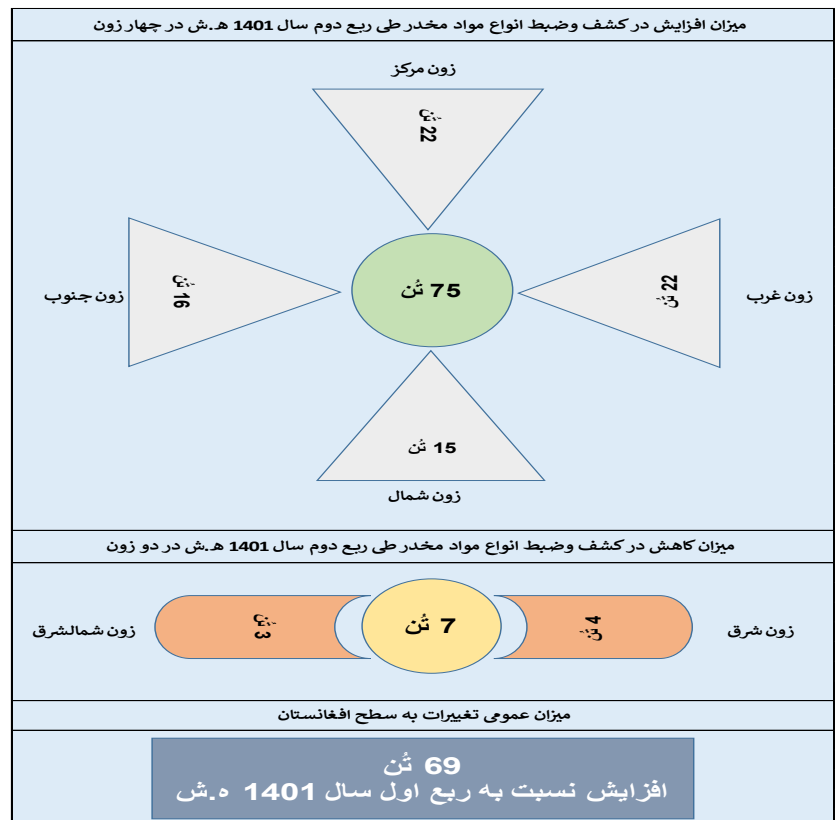 میزان افزایش در کشف وضبط انواع مواد مخدر طی ربع دوم سال 1401 هـ.ش در چهار زون
زون مرکز
22 تُن
زون غرب
22 تُن
75 تُن
16 تُن
زون جنوب
15 تُن
زون شمال
میزان کاهش در کشف وضبط انواع مواد مخدر طی ربع دوم سال 1401 هـ.ش در دو زون
زون شرق
4 تُن
7 تُن
3 تُن
زون شمالشرق
میزان عمومی تغییرات به سطح افغانستان
69 تُن
افزایش نسبت به ربع اول سال 1401 ه.ش